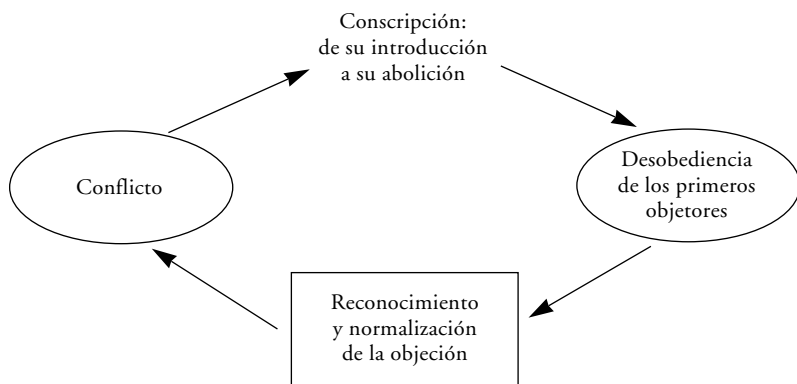 Conscripción:
de su introducción
a su abolición
Conflicto
Desobediencia
de los primeros
objetores
Reconocimiento
y normalización
de la objeción